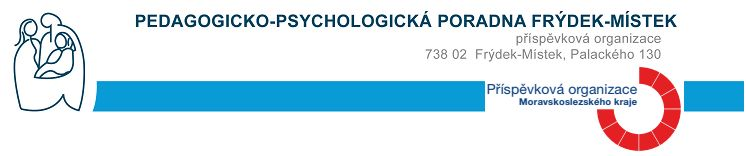 PEDAGOGICKO-PSYCHOLOGICKÁ PORADNA FRÝDEK-MÍSTEK
příspěvková organizace
738 02  Frýdek-Místek, Palackého 130
Příspěvková organizace
Moravskoslezského kraje